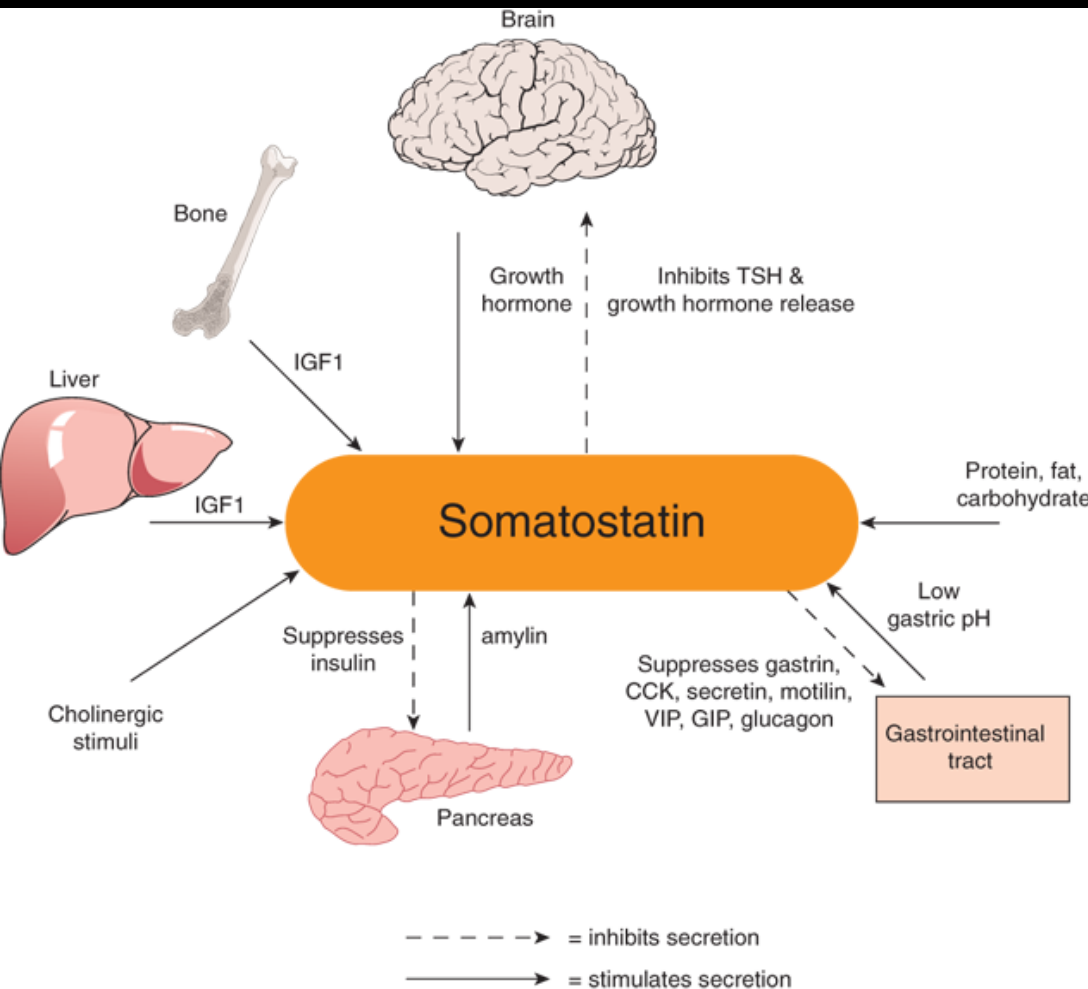 Brain
Bone
Growth
hormone
Inhibits TSH &
growth hormone release
IGF1
Liver
IGF1
Somatostatin
Protein, fat,
carbohydrate
Low
gastric pH
Suppresses
insulin
amylin
Suppresses gastrin,
CCK, secretin, motilin,
VIP, GIP, glucagon
Cholinergic
stimuli
Gastrointestinal
tract
Pancreas
= inhibits secretion
= stimulates secretion